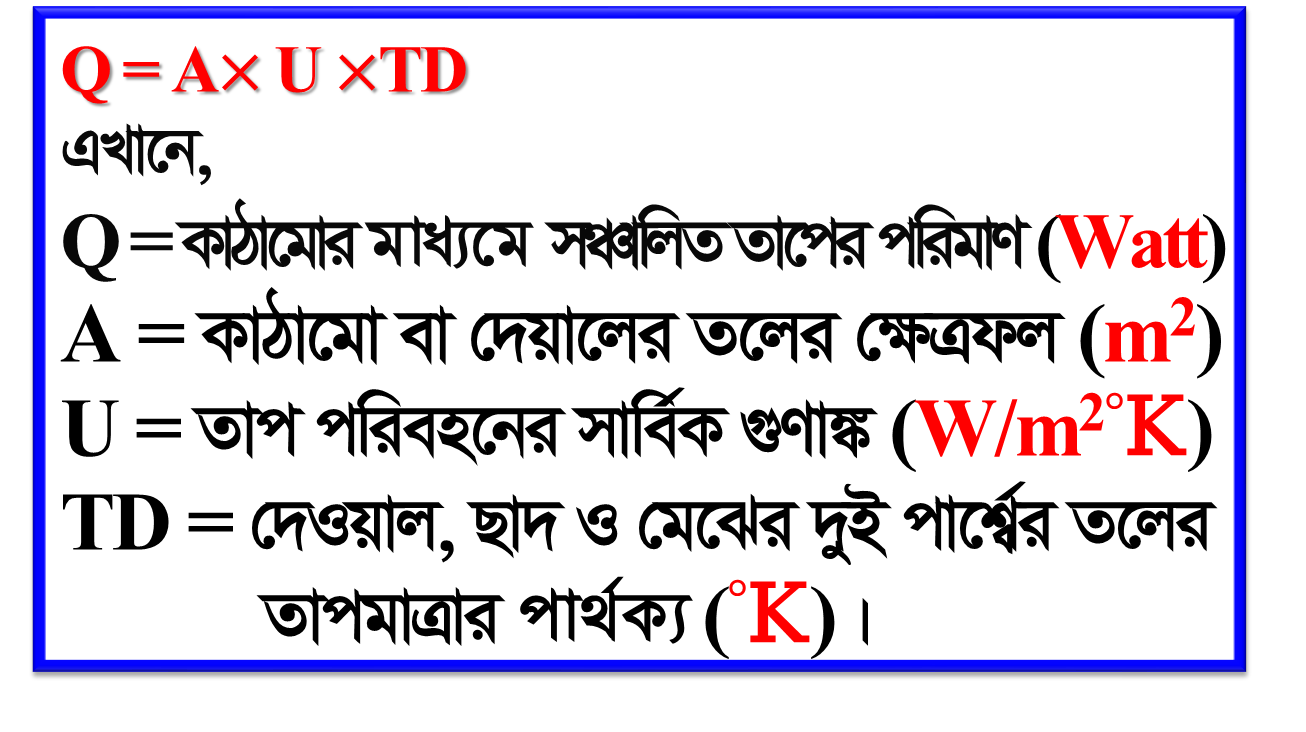 Q = A× U ×TD
এখানে,
Q = কাঠামোর মাধ্যমে সঞ্চালিত তাপের পরিমাণ (Watt)
A = কাঠামো বা দেয়ালের তলের ক্ষেত্রফল (m²)
U = তাপ পরিবহনের সার্বিক গুণাঙ্ক (W/m²°K)
TD = দেওয়াল, ছাদ ও মেঝের দুই পার্শ্বের তলের
তাপমাত্রার পার্থক্য (°K) ।